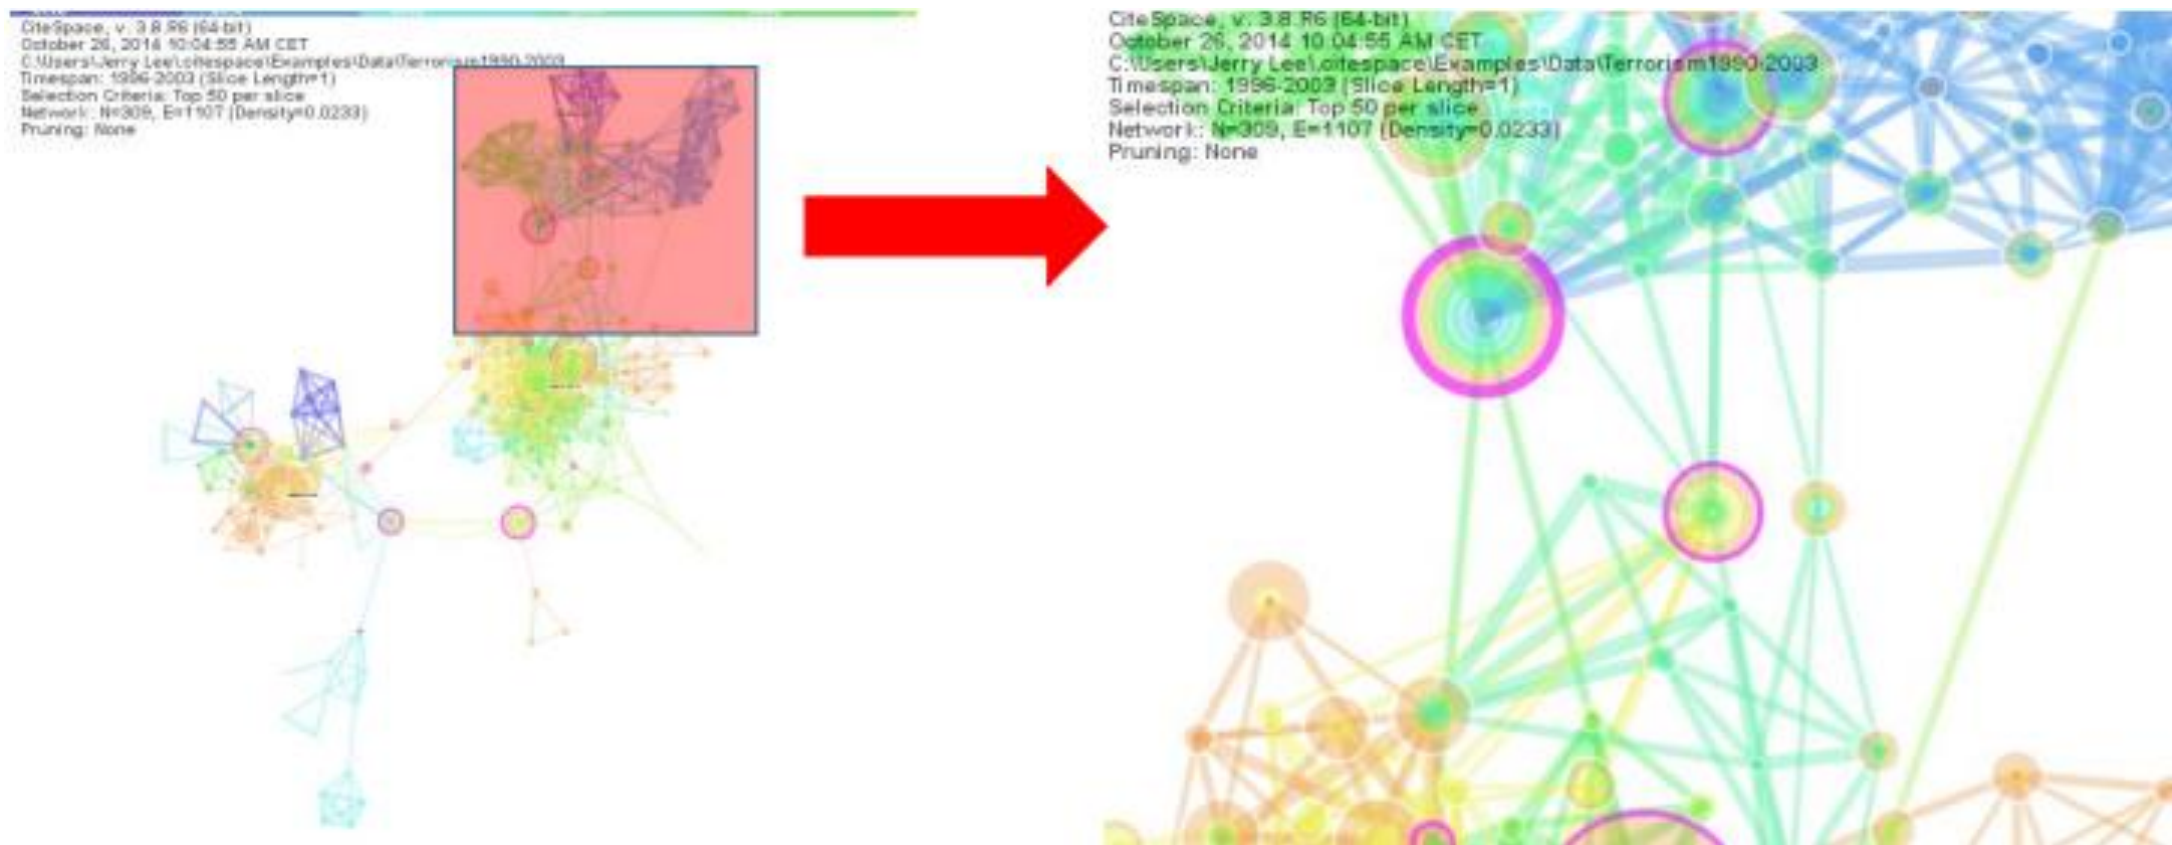 CiteSpace, v. 3.8.R6 (64-bit)
October 26, 2014 10:04:55 AM CET
C:\Users\Jerry Lee\.citespace\Examples\Data\Terrorism1990-2003
Timespan: 1996-2003 (Slice Length=1)
Selection Criteria: Top 50 per slice
Network: N=309, E=1107 (Density=0.0233)
Pruning: None
CiteSpace, v. 3.8.R6 (64-bit)
October 26, 2014 10:04:55 AM CET
C:\Users\Jerry Lee\.citespace\Examples\Data\Terrorism1990-2003
Timespan: 1996-2003 (Slice Length=1)
Selection Criteria: Top 50 per slice
Network: N=309, E=1107 (Density=0.0233)
Pruning: None